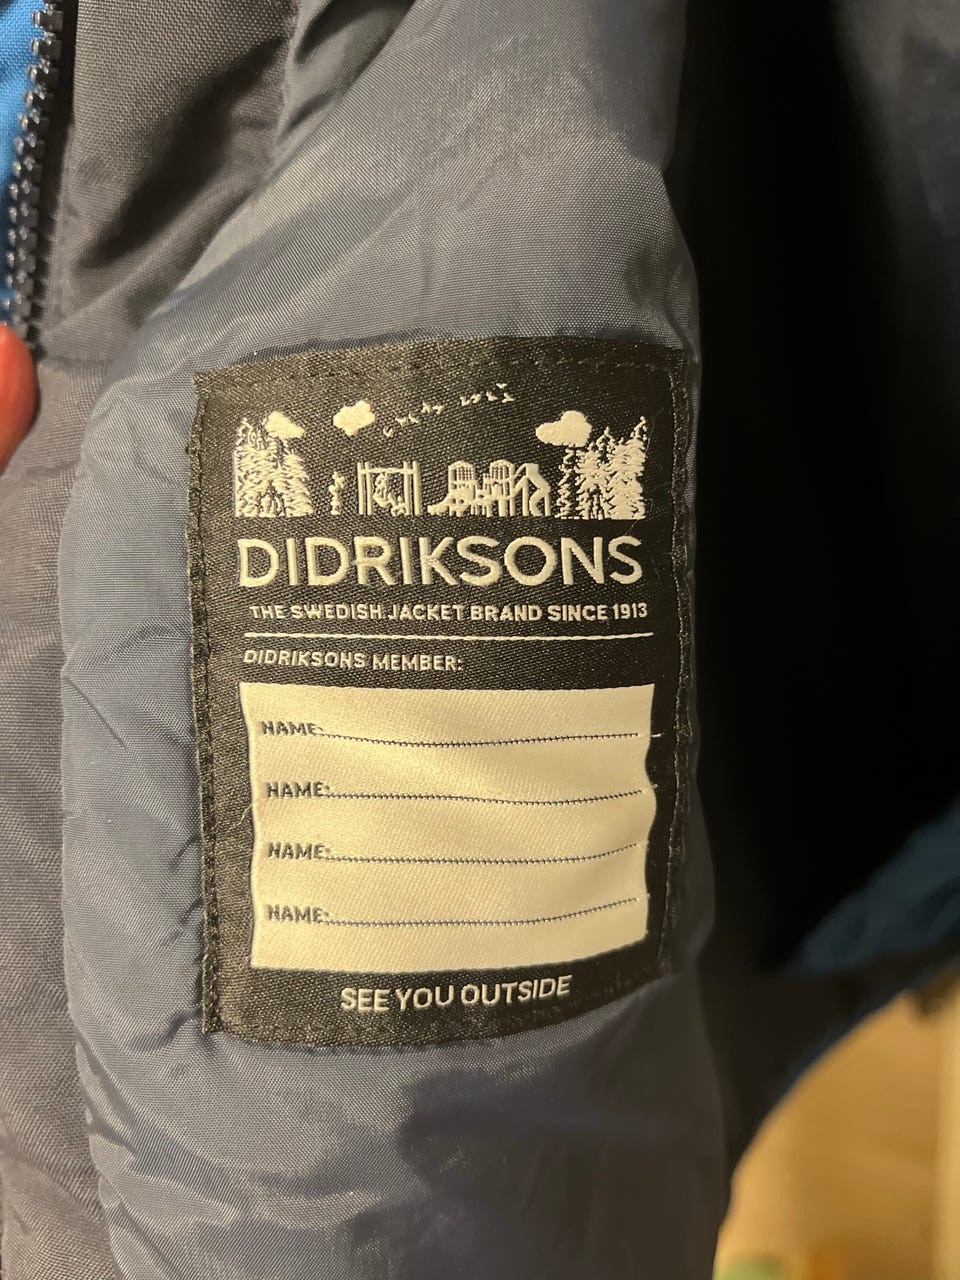 DIDRIKSONS
THE SWEDISH JACKET BRAND SINCE 1913
DIDRIKSONS MEMBER:
NAME:
NAME:
NAME:
NAME:
SEE YOU OUTSIDE